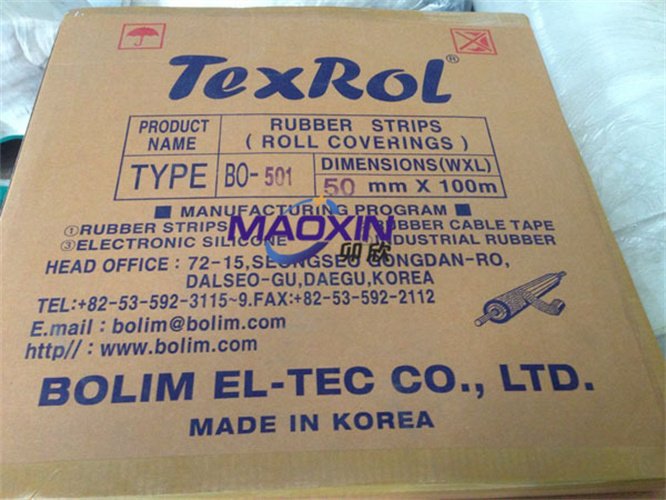 TexRol®
PRODUCT NAME
RUBBER STRIPS
( ROLL COVERINGS )
TYPE BO-501
DIMENSIONS(WXL)
50 mm X 100m
■ MANUFACTURING PROGRAM ■
①RUBBER STRIPS RUBBER CABLE TAPE
③ELECTRONIC SILICONE INDUSTRIAL RUBBER
MAOXIN
HEAD OFFICE : 72-15,
DALSEO-GU,DAEGU,KOREA
TEL:+82-53-592-3115~9.FAX:+82-53-592-2112
E.mail : bolim@bolim.com
http// : www.bolim.com
BOLIM EL-TEC CO., LTD.
MADE IN KOREA